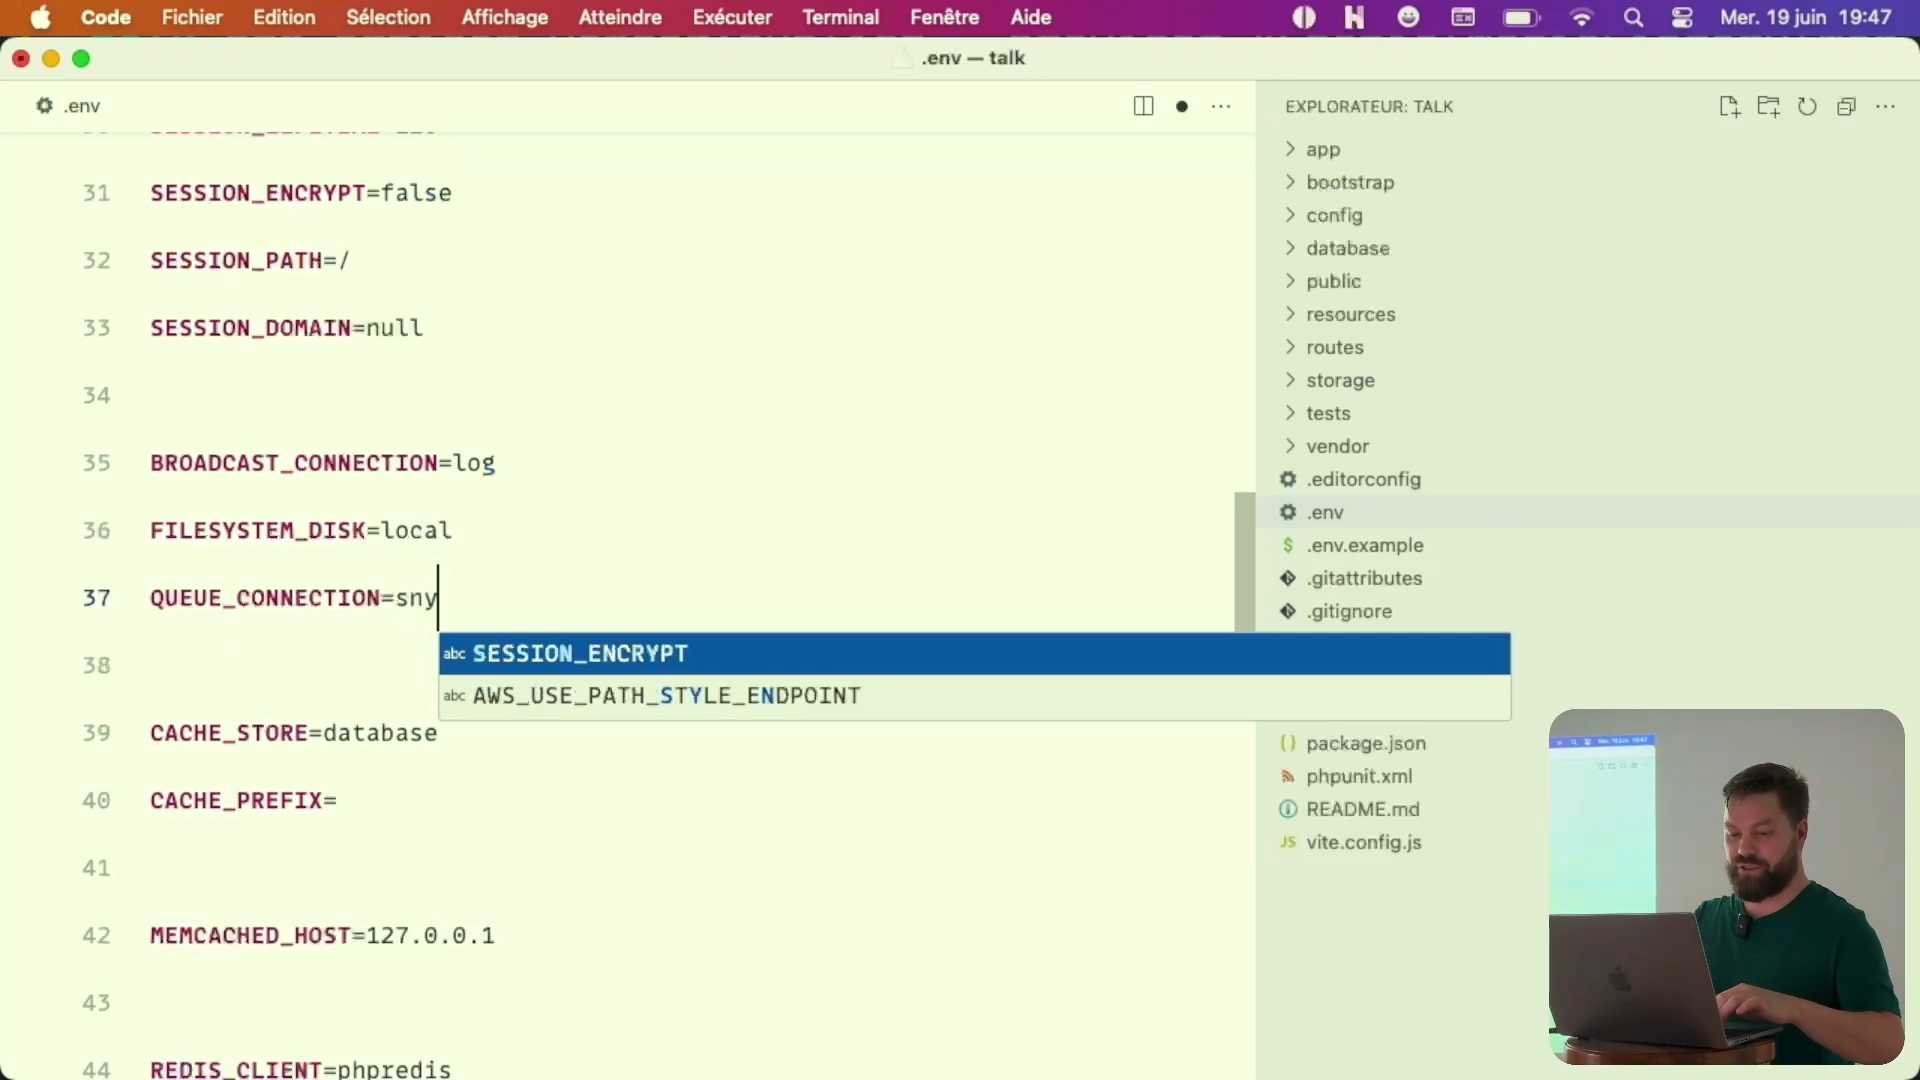 Code Fichier Edition Sélection Affichage Atteindre Exécuter Terminal Fenêtre Aide Mer. 19 juin 19:47
.env — talk
.env
EXPLORATEUR: TALK
31 SESSION_ENCRYPT=false
32 SESSION_PATH=/
33 SESSION_DOMAIN=null
34
35 BROADCAST_CONNECTION=log
36 FILESYSTEM_DISK=local
37 QUEUE_CONNECTION=sny
abc SESSION_ENCRYPT
abc AWS_USE_PATH_STYLE_ENDPOINT
38
39 CACHE_STORE=database
40 CACHE_PREFIX=
41
42 MEMCACHED_HOST=127.0.0.1
43
44 REDIS_CLIENT=phpredis
app
bootstrap
config
database
public
resources
routes
storage
tests
vendor
.editorconfig
.env
$ .env.example
.gitattributes
.gitignore
{} package.json
phpunit.xml
README.md
JS vite.config.js